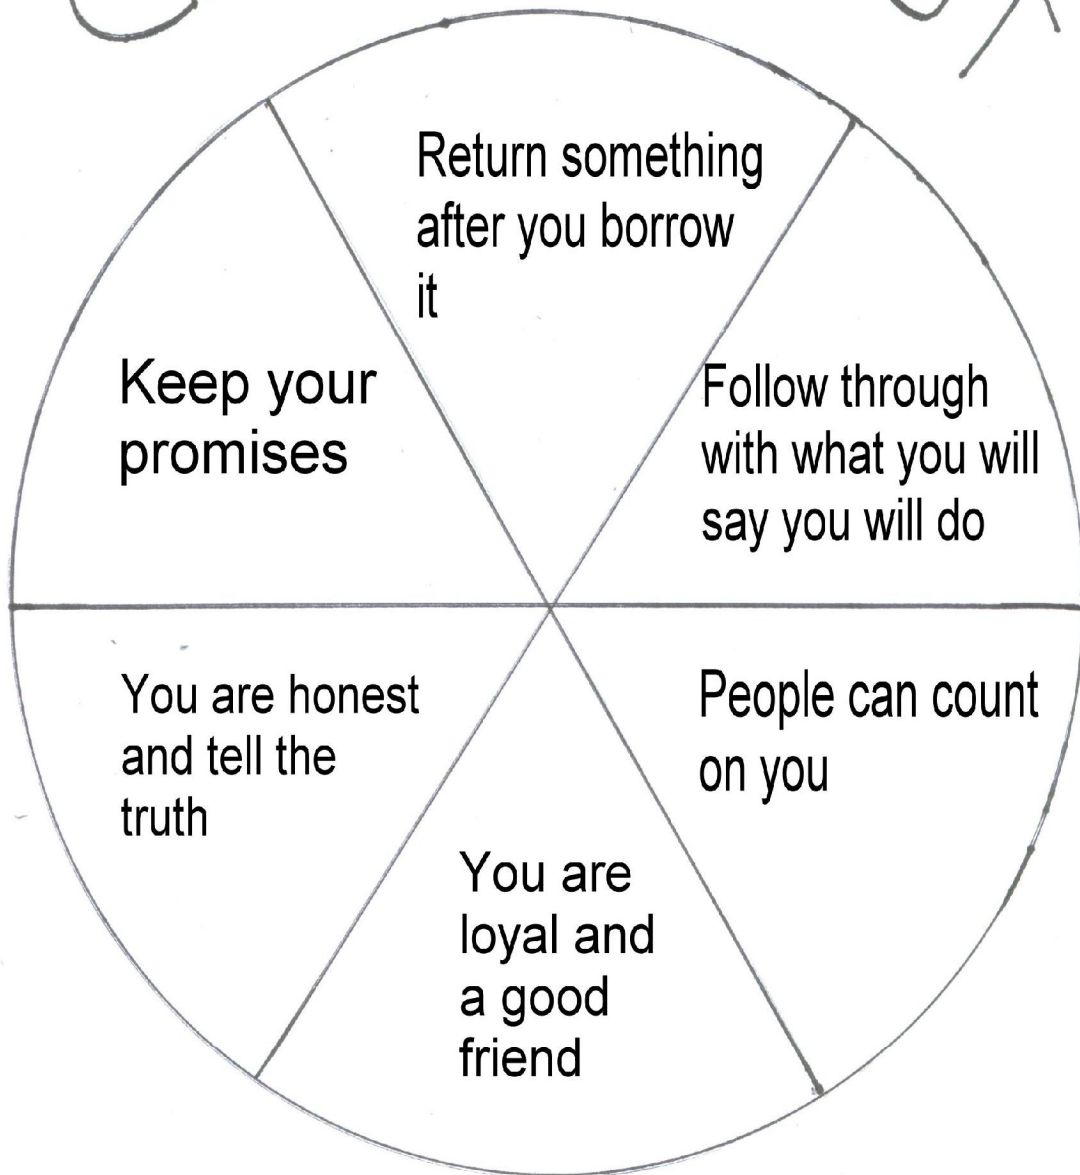 Return something
after you borrow
it
Keep your
promises
Follow through
with what you will
say you will do
You are honest
and tell the
truth
People can count
on you
You are
loyal and
a good
friend